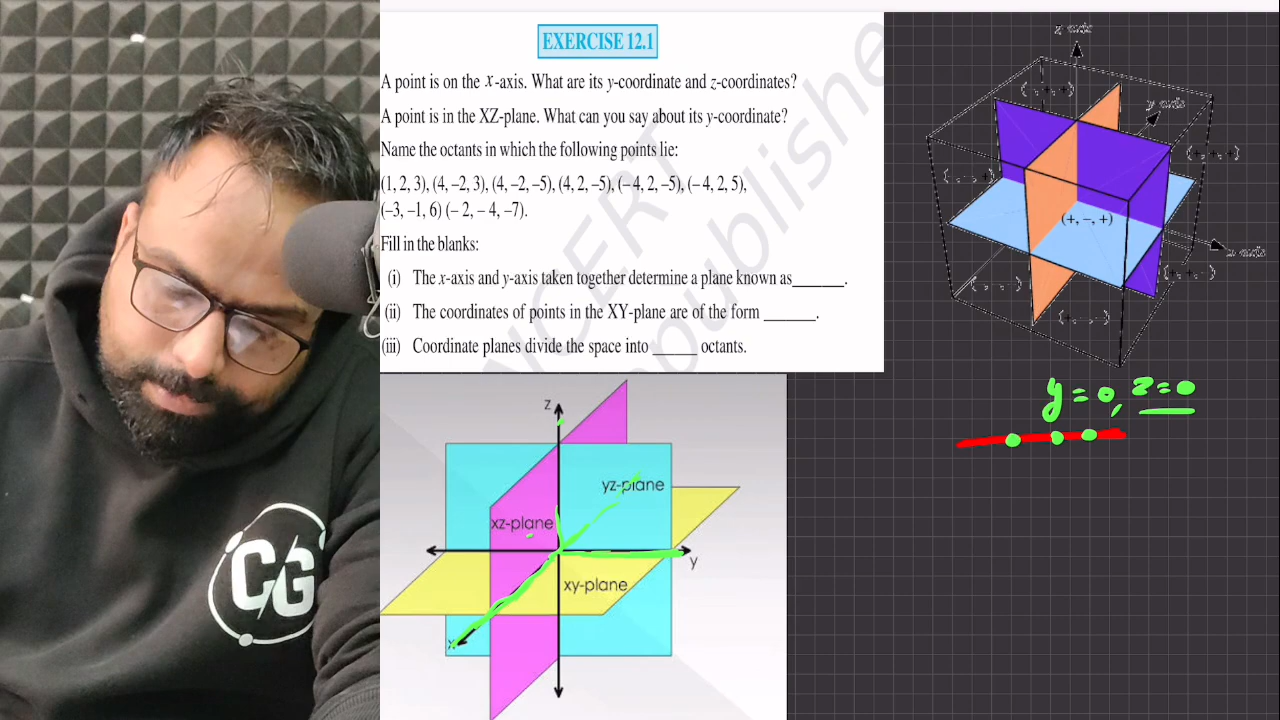 EXERCISE 12.1
A point is on the x-axis. What are its y-coordinate and z-coordinates?
A point is in the XZ-plane. What can you say about its y-coordinate?
Name the octants in which the following points lie:
(1, 2, 3), (4, –2, 3), (4, –2, –5), (4, 2, –5), (– 4, 2, –5), (– 4, 2, 5),
(–3, –1, 6) (– 2, – 4, –7).
Fill in the blanks:
(i) The x-axis and y-axis taken together determine a plane known as_______.
(ii) The coordinates of points in the XY-plane are of the form _______.
(iii) Coordinate planes divide the space into ______ octants.
z axis
y axis
(+, +, +)
(+, –, +)
x axis
y = 0, z = 0
z
yz-plane
xz-plane
y
xy-plane
x
CG